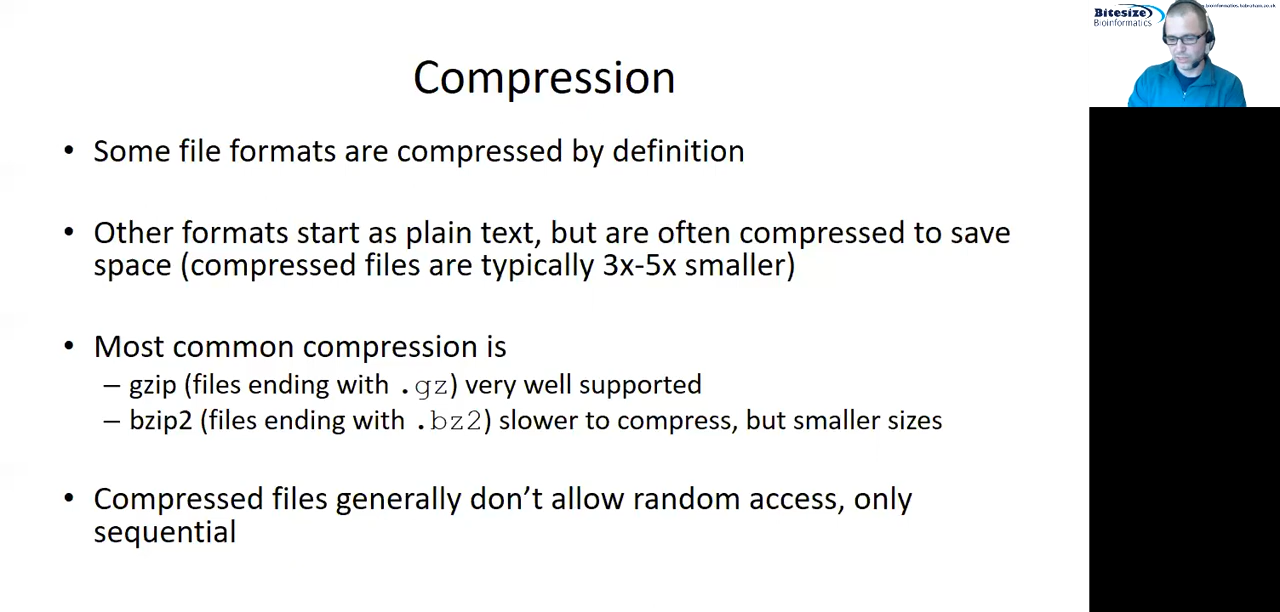 Bitesize
Bioinformatics
Compression
• Some file formats are compressed by definition
• Other formats start as plain text, but are often compressed to save
space (compressed files are typically 3x-5x smaller)
• Most common compression is
– gzip (files ending with .gz) very well supported
– bzip2 (files ending with .bz2) slower to compress, but smaller sizes
• Compressed files generally don’t allow random access, only
sequential